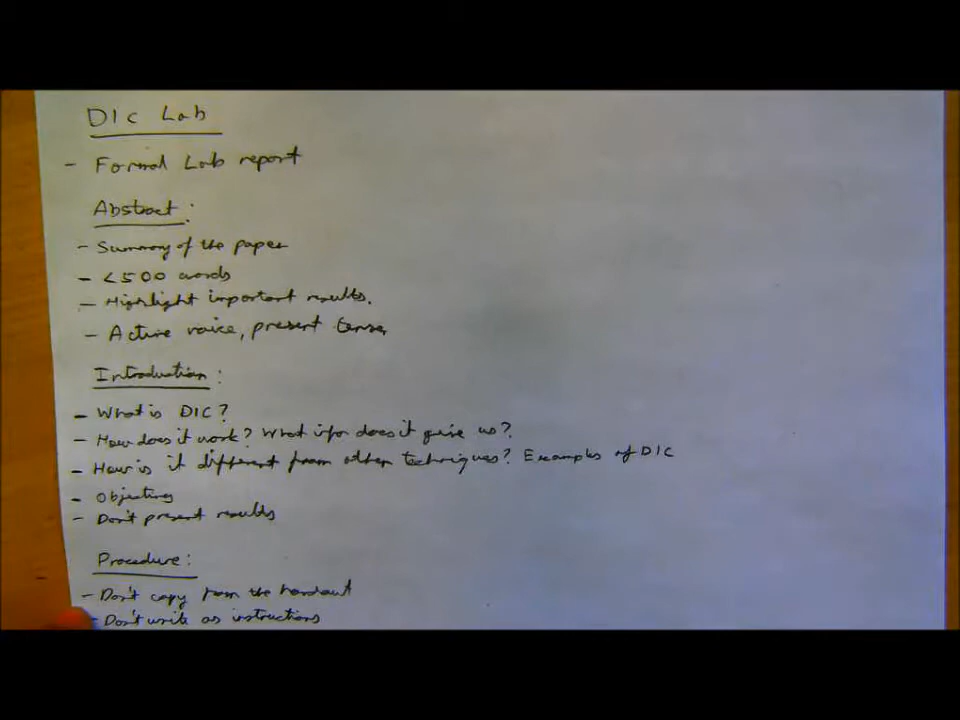 DIC Lab
- Formal Lab report
Abstract:
- Summary of the paper
- <500 words
- Highlight important results.
- Active voice, present tense,
Introduction:
- What is DIC?
- How does it work? What info does it give us?
- How is it different from other techniques? Examples of DIC
- Objectives
- Don't present results
Procedure:
- Don't copy from the handout
- Don't write as instructions